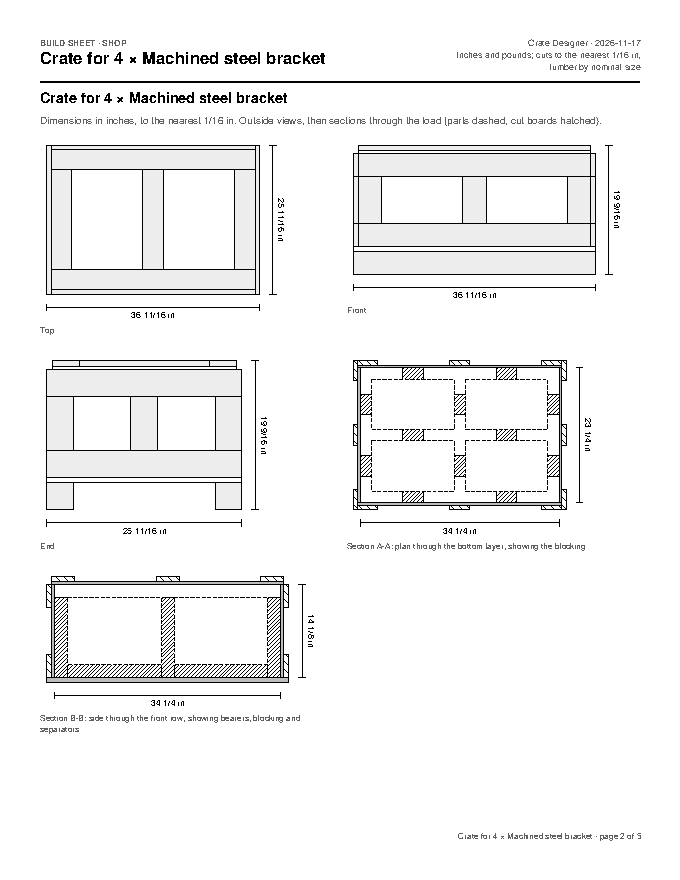 BUILD SHEET · SHOP
Crate for 4 × Machined steel bracket
Crate Designer · 2026-11-17
Inches and pounds; cuts to the nearest 1/16 in,
lumber by nominal size
Crate for 4 × Machined steel bracket
Dimensions in inches, to the nearest 1/16 in. Outside views, then sections through the load (parts dashed, cut boards hatched).
25 11/16 in
36 11/16 in
Top
19 9/16 in
36 11/16 in
Front
19 9/16 in
25 11/16 in
End
23 1/4 in
34 1/4 in
Section A-A: plan through the bottom layer, showing the blocking
14 1/8 in
34 1/4 in
Section B-B: side through the front row, showing bearers, blocking and
separators
Crate for 4 × Machined steel bracket · page 2 of 5